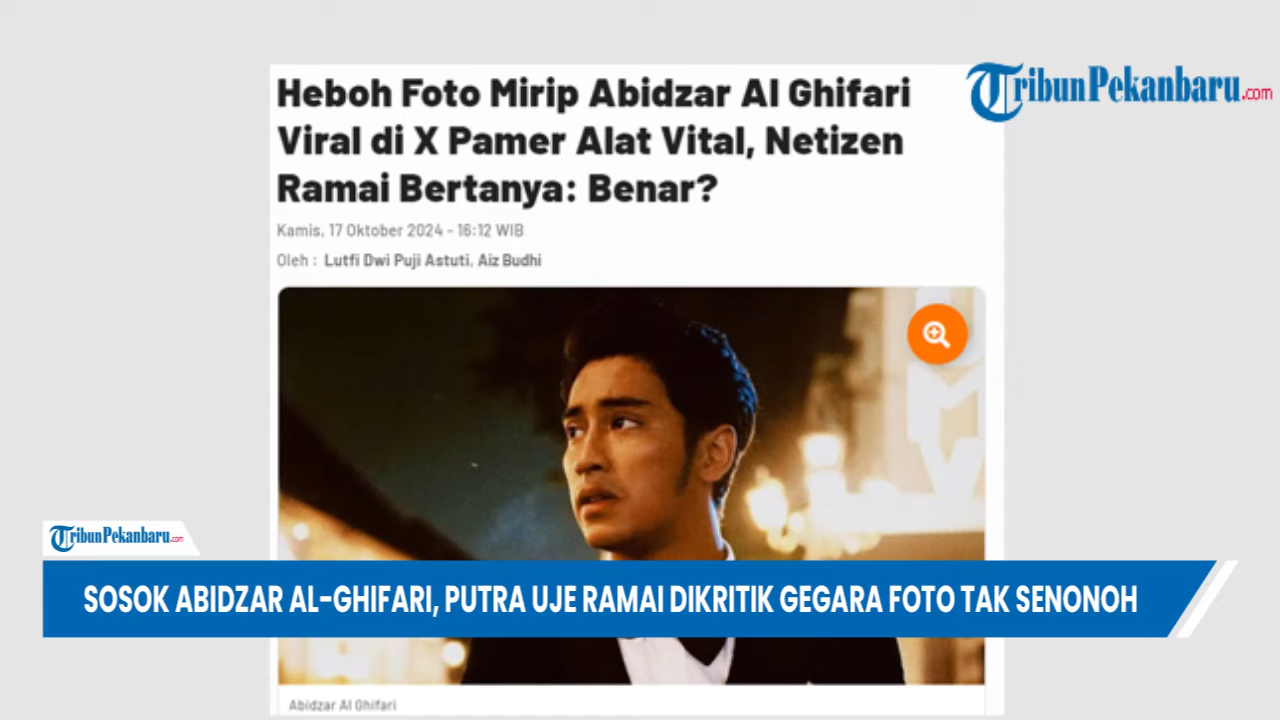 Heboh Foto Mirip Abidzar Al Ghifari
Viral di X Pamer Alat Vital, Netizen
Ramai Bertanya: Benar?
TribunPekanbaru.com
Kamis, 17 Oktober 2024 - 16:12 WIB
Oleh : Lutfi Dwi Puji Astuti, Aiz Budhi
TribunPekanbaru.com
SOSOK ABIDZAR AL-GHIFARI, PUTRA UJE RAMAI DIKRITIK GEGARA FOTO TAK SENONOH
Abidzar Al Ghifari